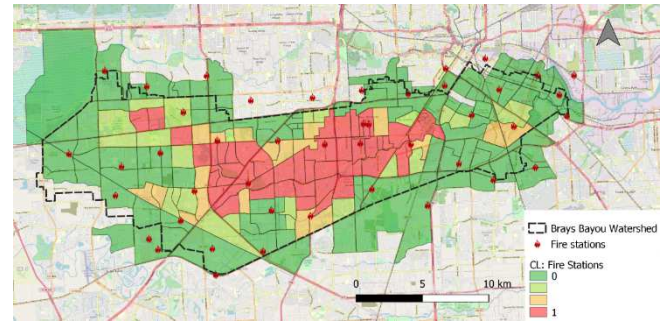 Brays Bayou Watershed
Fire stations
CL: Fire Stations
0
1
0 5 10 km